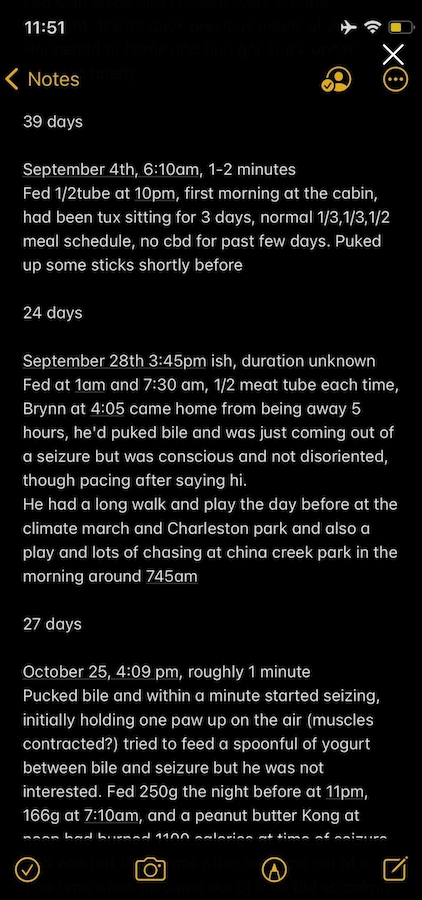 11:51
Notes
39 days
September 4th, 6:10am, 1-2 minutes
Fed 1/2tube at 10pm, first morning at the cabin,
had been tux sitting for 3 days, normal 1/3,1/3,1/2
meal schedule, no cbd for past few days. Puked
up some sticks shortly before
24 days
September 28th 3:45pm ish, duration unknown
Fed at 1am and 7:30 am, 1/2 meat tube each time,
Brynn at 4:05 came home from being away 5
hours, he'd puked bile and was just coming out of
a seizure but was conscious and not disoriented,
though pacing after saying hi.
He had a long walk and play the day before at the
climate march and Charleston park and also a
play and lots of chasing at china creek park in the
morning around 745am
27 days
October 25, 4:09 pm, roughly 1 minute
Pucked bile and within a minute started seizing,
initially holding one paw up on the air (muscles
contracted?) tried to feed a spoonful of yogurt
between bile and seizure but he was not
interested. Fed 250g the night before at 11pm,
166g at 7:10am, and a peanut butter Kong at
noon had burned 1100 calories at time of seizure